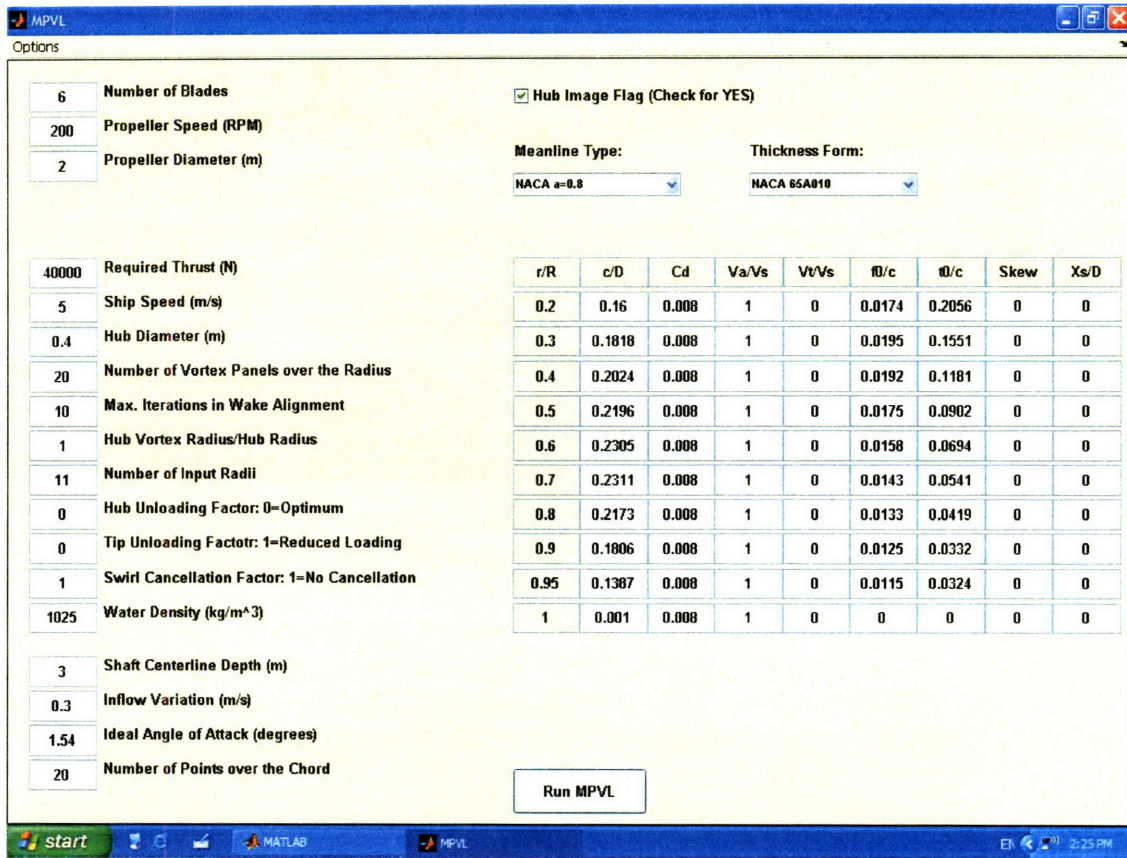 MPVL
Options
6 Number of Blades
200 Propeller Speed (RPM)
2 Propeller Diameter (m)
Hub Image Flag (Check for YES)
Meanline Type: Thickness Form:
NACA a=0.8 NACA 65A010
40000 Required Thrust (N)
5 Ship Speed (m/s)
0.4 Hub Diameter (m)
20 Number of Vortex Panels over the Radius
10 Max. Iterations in Wake Alignment
1 Hub Vortex Radius/Hub Radius
11 Number of Input Radii
0 Hub Unloading Factor: 0=Optimum
0 Tip Unloading Factotr: 1=Reduced Loading
1 Swirl Cancellation Factor: 1=No Cancellation
1025 Water Density (kg/m^3)
r/R c/D Cd Va/Vs Vt/Vs f0/c t0/c Skew Xs/D
0.2 0.16 0.008 1 0 0.0174 0.2056 0 0
0.3 0.1818 0.008 1 0 0.0195 0.1551 0 0
0.4 0.2024 0.008 1 0 0.0192 0.1181 0 0
0.5 0.2196 0.008 1 0 0.0175 0.0902 0 0
0.6 0.2305 0.008 1 0 0.0158 0.0694 0 0
0.7 0.2311 0.008 1 0 0.0143 0.0541 0 0
0.8 0.2173 0.008 1 0 0.0133 0.0419 0 0
0.9 0.1806 0.008 1 0 0.0125 0.0332 0 0
0.95 0.1387 0.008 1 0 0.0115 0.0324 0 0
1 0.001 0.008 1 0 0 0 0 0
3 Shaft Centerline Depth (m)
0.3 Inflow Variation (m/s)
1.54 Ideal Angle of Attack (degrees)
20 Number of Points over the Chord
Run MPVL
start MATLAB MPVL EN 2:25 PM